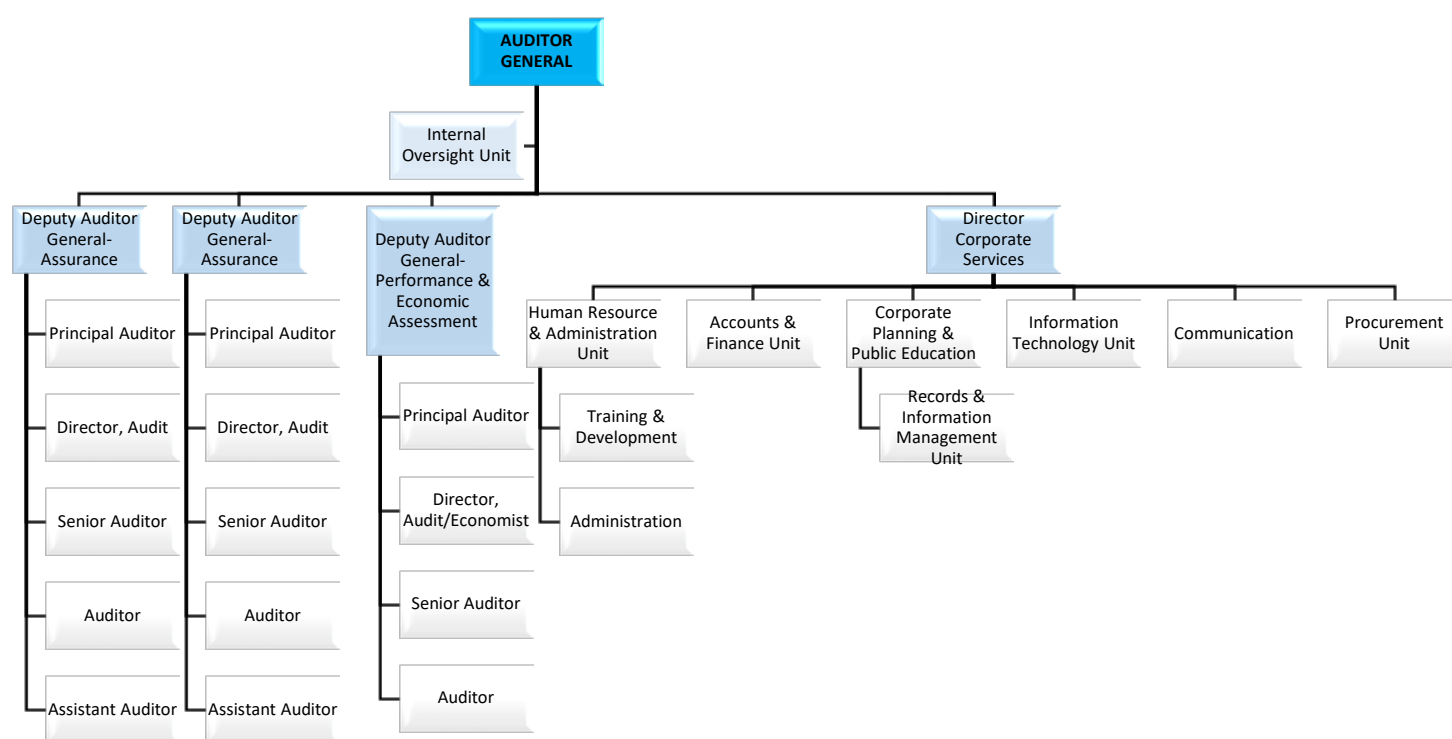 AUDITOR
GENERAL
Internal
Oversight Unit
Deputy Auditor
General-
Assurance
Deputy Auditor
General-
Assurance
Deputy Auditor
General-
Performance &
Economic
Assessment
Director
Corporate
Services
Principal Auditor
Director, Audit
Senior Auditor
Auditor
Assistant Auditor
Principal Auditor
Director, Audit
Senior Auditor
Auditor
Assistant Auditor
Principal Auditor
Director,
Audit/Economist
Senior Auditor
Auditor
Human Resource
& Administration
Unit
Training &
Development
Administration
Accounts &
Finance Unit
Corporate
Planning &
Public Education
Records &
Information
Management
Unit
Information
Technology Unit
Communication
Procurement
Unit